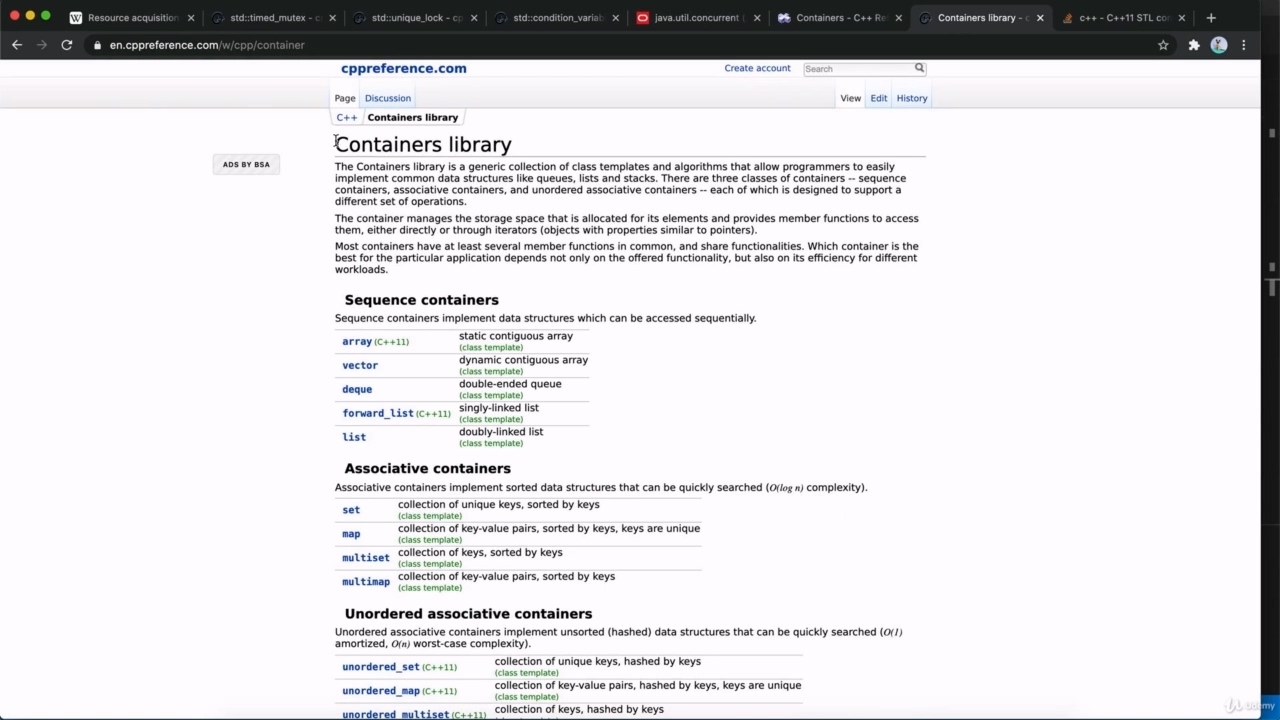 Resource acquisition
std::timed_mutex - c
std::unique_lock - cp
std::condition_variab
java.util.concurrent (
Containers - C++ Re
Containers library - c
c++ - C++11 STL con
en.cppreference.com/w/cpp/container
cppreference.com
Create account
Search
Page
Discussion
View
Edit
History
C++
Containers library
Containers library
ADS BY BSA
The Containers library is a generic collection of class templates and algorithms that allow programmers to easily
implement common data structures like queues, lists and stacks. There are three classes of containers -- sequence
containers, associative containers, and unordered associative containers -- each of which is designed to support a
different set of operations.
The container manages the storage space that is allocated for its elements and provides member functions to access
them, either directly or through iterators (objects with properties similar to pointers).
Most containers have at least several member functions in common, and share functionalities. Which container is the
best for the particular application depends not only on the offered functionality, but also on its efficiency for different
workloads.
Sequence containers
Sequence containers implement data structures which can be accessed sequentially.
array (C++11)
static contiguous array
(class template)
vector
dynamic contiguous array
(class template)
deque
double-ended queue
(class template)
forward_list (C++11)
singly-linked list
(class template)
list
doubly-linked list
(class template)
Associative containers
Associative containers implement sorted data structures that can be quickly searched (O(log n) complexity).
set
collection of unique keys, sorted by keys
(class template)
map
collection of key-value pairs, sorted by keys, keys are unique
(class template)
multiset
collection of keys, sorted by keys
(class template)
multimap
collection of key-value pairs, sorted by keys
(class template)
Unordered associative containers
Unordered associative containers implement unsorted (hashed) data structures that can be quickly searched (O(1)
amortized, O(n) worst-case complexity).
unordered_set (C++11)
collection of unique keys, hashed by keys
(class template)
unordered_map (C++11)
collection of key-value pairs, hashed by keys, keys are unique
(class template)
unordered_multiset (C++11)
collection of keys, hashed by keys
Udemy